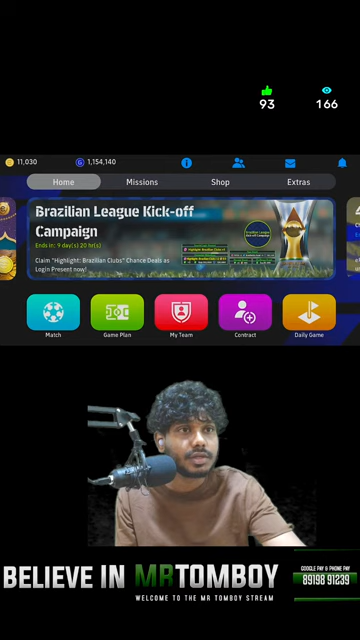 93
166
11,030
1,154,140
Home
Missions
Shop
Extras
Brazilian League Kick-off
Campaign
Ends in: 9 day(s) 20 hr(s)
Claim "Highlight: Brazilian Clubs" Chance Deals as
Login Present now!
Match
Game Plan
My Team
Contract
Daily Game
BELIEVE IN MRTOMBOY
WELCOME TO THE MR TOMBOY STREAM
GOOGLE PAY & PHONE PAY
89198 91239